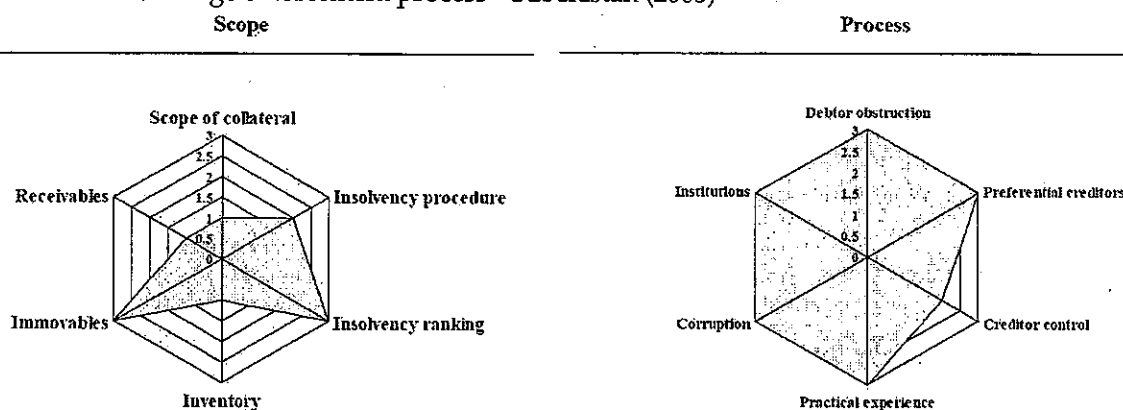 process
(2003)
Scope
Process
Scope of collateral
3
2.5
2
1.5
1
0.5
0
Receivables
Insolvency procedure
Immovables
Insolvency ranking
Inventory
Debtor obstruction
3
2.5
2
1.5
1
0.5
0
Institutions
Preferential creditors
Corruption
Creditor control
Practical experience